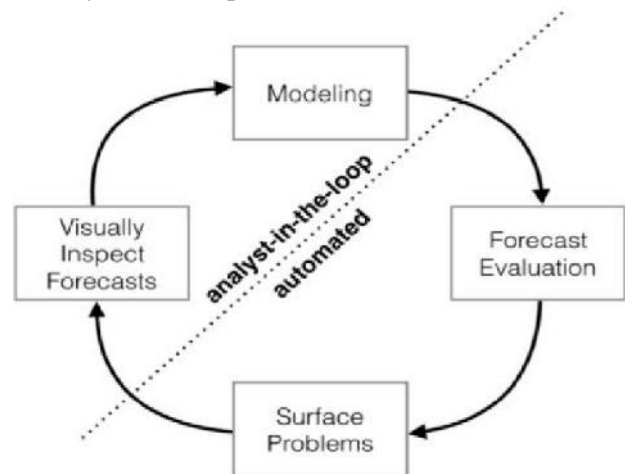 Modeling
analyst-in-the-loop
automated
Visually
Inspect
Forecasts
Forecast
Evaluation
Surface
Problems